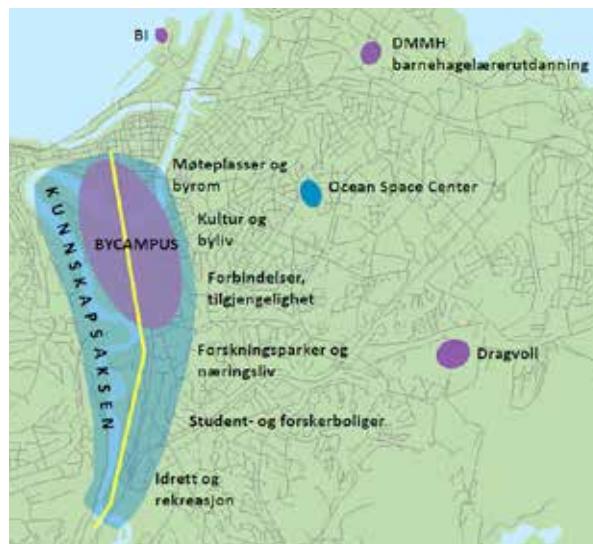 BI
DMMH
barnehagelærerutdanning
Møteplasser og
byrom
Ocean Space Center
KUNNSKAPSAKSEN
Kultur og
byliv
BYCAMPUS
Forbindelser,
tilgjengelighet
Forskningsparker og
næringsliv
Dragvoll
Student- og forskerboliger
Idrett og
rekreasjon